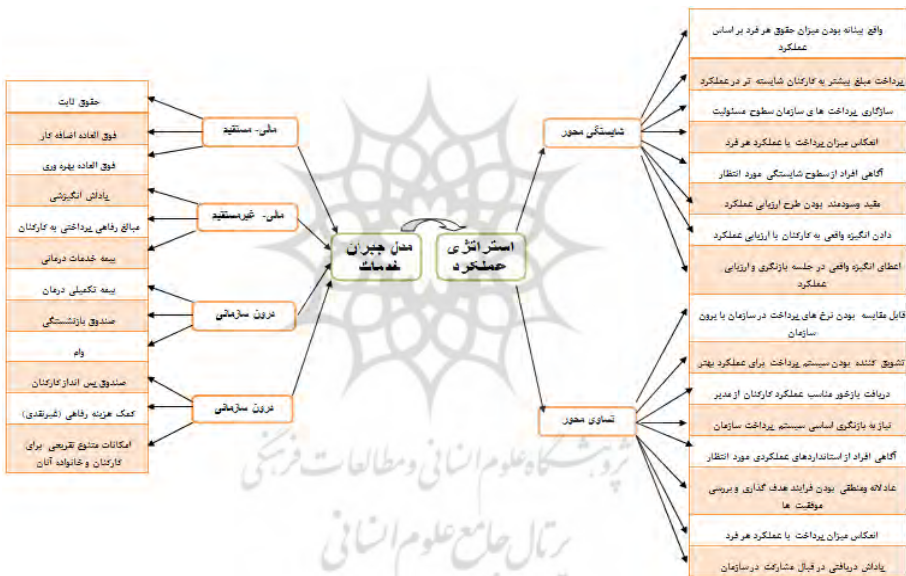 واقع بینانه بودن میزان حقوق هر فرد بر اساس
عملکرد
پرداخت مبلغ بیشتر به کارکنان شایسته تر در عملکرد
سازگاری پرداخت های سازمان سطوح مسئولیت
انعکاس میزان پرداخت یا عملکرد هر فرد
آگاهی افراد از سطوح شایستگی مورد انتظار
مفید وسودمند بودن طرح ارزیابی عملکرد
دادن انگیزه واقعی به کارکنان با ارزیابی عملکرد
اعطای انگیزه واقعی در جلسه بازنگری و ارزیابی
عملکرد
قابل مقایسه بودن نرخ های پرداخت در سازمان با برون
سازمان
تشویق کننده بودن سیستم پرداخت برای عملکرد بهتر
دریافت بازخور مناسب عملکرد کارکنان از مدیر
نیاز به بازنگری اساسی سیستم پرداخت سازمان
آگاهی افراد از استانداردهای عملکردی مورد انتظار
عادلانه ومنطقی بودن فرایند هدف گذاری و بررسی
موفقیت ها
انعکاس میزان پرداخت یا عملکرد هر فرد
پاداش دریافتی در قبال مشارکت در سازمان
شایستگی محور
تساوی محور
استراتژی
عملکرد
مدل جبران
خدمات
مالی- مستقیم
مالی- غیرمستقیم
درون سازمانی
درون سازمانی
حقوق ثابت
فوق العاده اضافه کار
فوق العاده بهره وری
پاداش انگیزشی
مبالغ رفاهی پرداختی به کارکنان
بیمه خدمات درمانی
بیمه تکمیلی درمان
صندوق بازنشستگی
وام
صندوق پس انداز کارکنان
کمک هزینه رفاهی (غیرنقدی)
امکانات متنوع تفریحی برای
کارکنان و خانواده آنان
پژوهشگاه علوم انسانی و مطالعات فرهنگی
پرتال جامع علوم انسانی